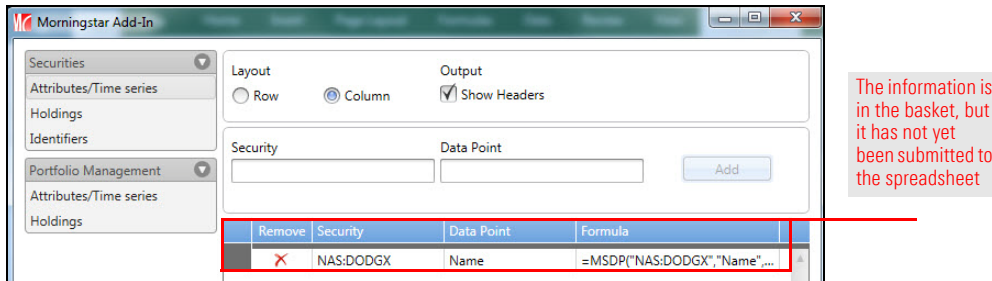 Morningstar Add-In
Securities
Attributes/Time series
Holdings
Identifiers
Portfolio Management
Attributes/Time series
Holdings
Layout
Row
Column
Output
Show Headers
Security
Data Point
Add
Remove Security Data Point Formula
NAS:DODGX Name =MSDP("NAS:DODGX","Name",...
The information is
in the basket, but
it has not yet
been submitted to
the spreadsheet